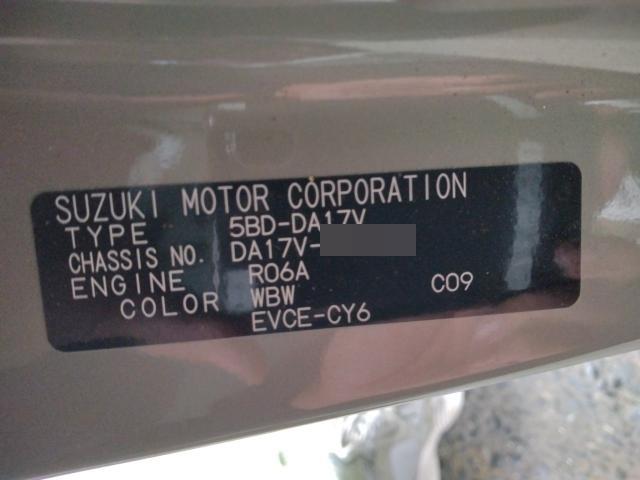 SUZUKI MOTOR CORPORATION
TYPE 5BD-DA17V
CHASSIS NO. DA17V-
ENGINE R06A
COLOR WBW C09
EVCE-CY6